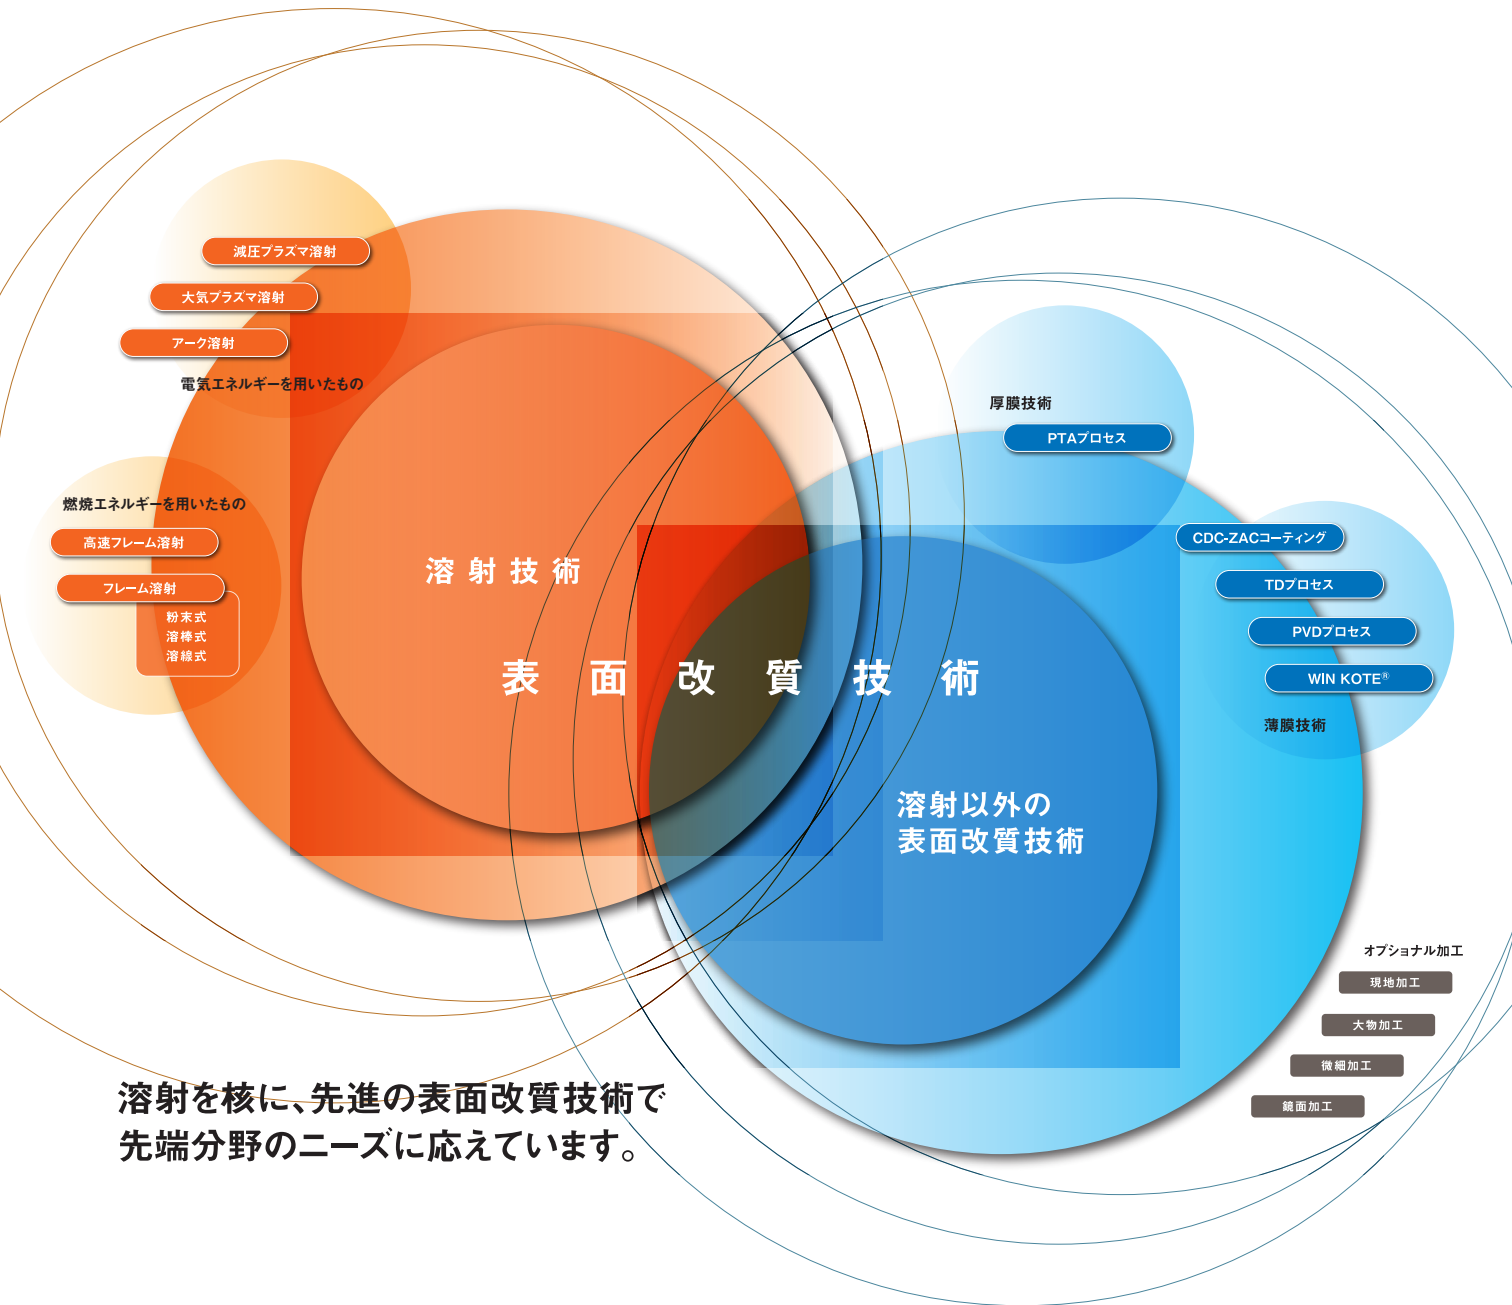 減圧プラズマ溶射
大気プラズマ溶射
アーク溶射
電気エネルギーを用いたもの
燃焼エネルギーを用いたもの
高速フレーム溶射
フレーム溶射
粉末式
溶棒式
溶線式
溶射技術
表面改質技術
厚膜技術
PTAプロセス
CDC-ZACコーティング
TDプロセス
PVDプロセス
WIN KOTE®
薄膜技術
溶射以外の
表面改質技術
オプショナル加工
現地加工
大物加工
微細加工
鏡面加工
溶射を核に、先進の表面改質技術で
先端分野のニーズに応えています。